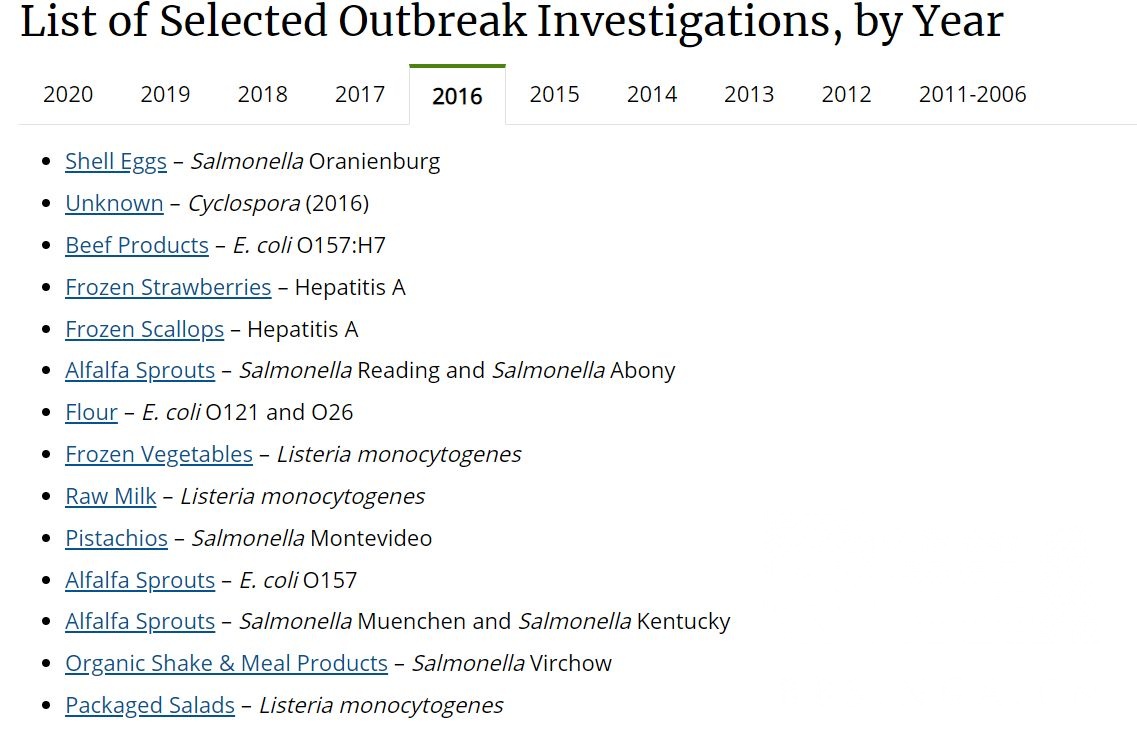 List of Selected Outbreak Investigations, by Year
2020 2019 2018 2017 2016 2015 2014 2013 2012 2011-2006
• Shell Eggs – Salmonella Oranienburg
• Unknown – Cyclospora (2016)
• Beef Products – E. coli O157:H7
• Frozen Strawberries – Hepatitis A
• Frozen Scallops – Hepatitis A
• Alfalfa Sprouts – Salmonella Reading and Salmonella Abony
• Flour – E. coli O121 and O26
• Frozen Vegetables – Listeria monocytogenes
• Raw Milk – Listeria monocytogenes
• Pistachios – Salmonella Montevideo
• Alfalfa Sprouts – E. coli O157
• Alfalfa Sprouts – Salmonella Muenchen and Salmonella Kentucky
• Organic Shake & Meal Products – Salmonella Virchow
• Packaged Salads – Listeria monocytogenes